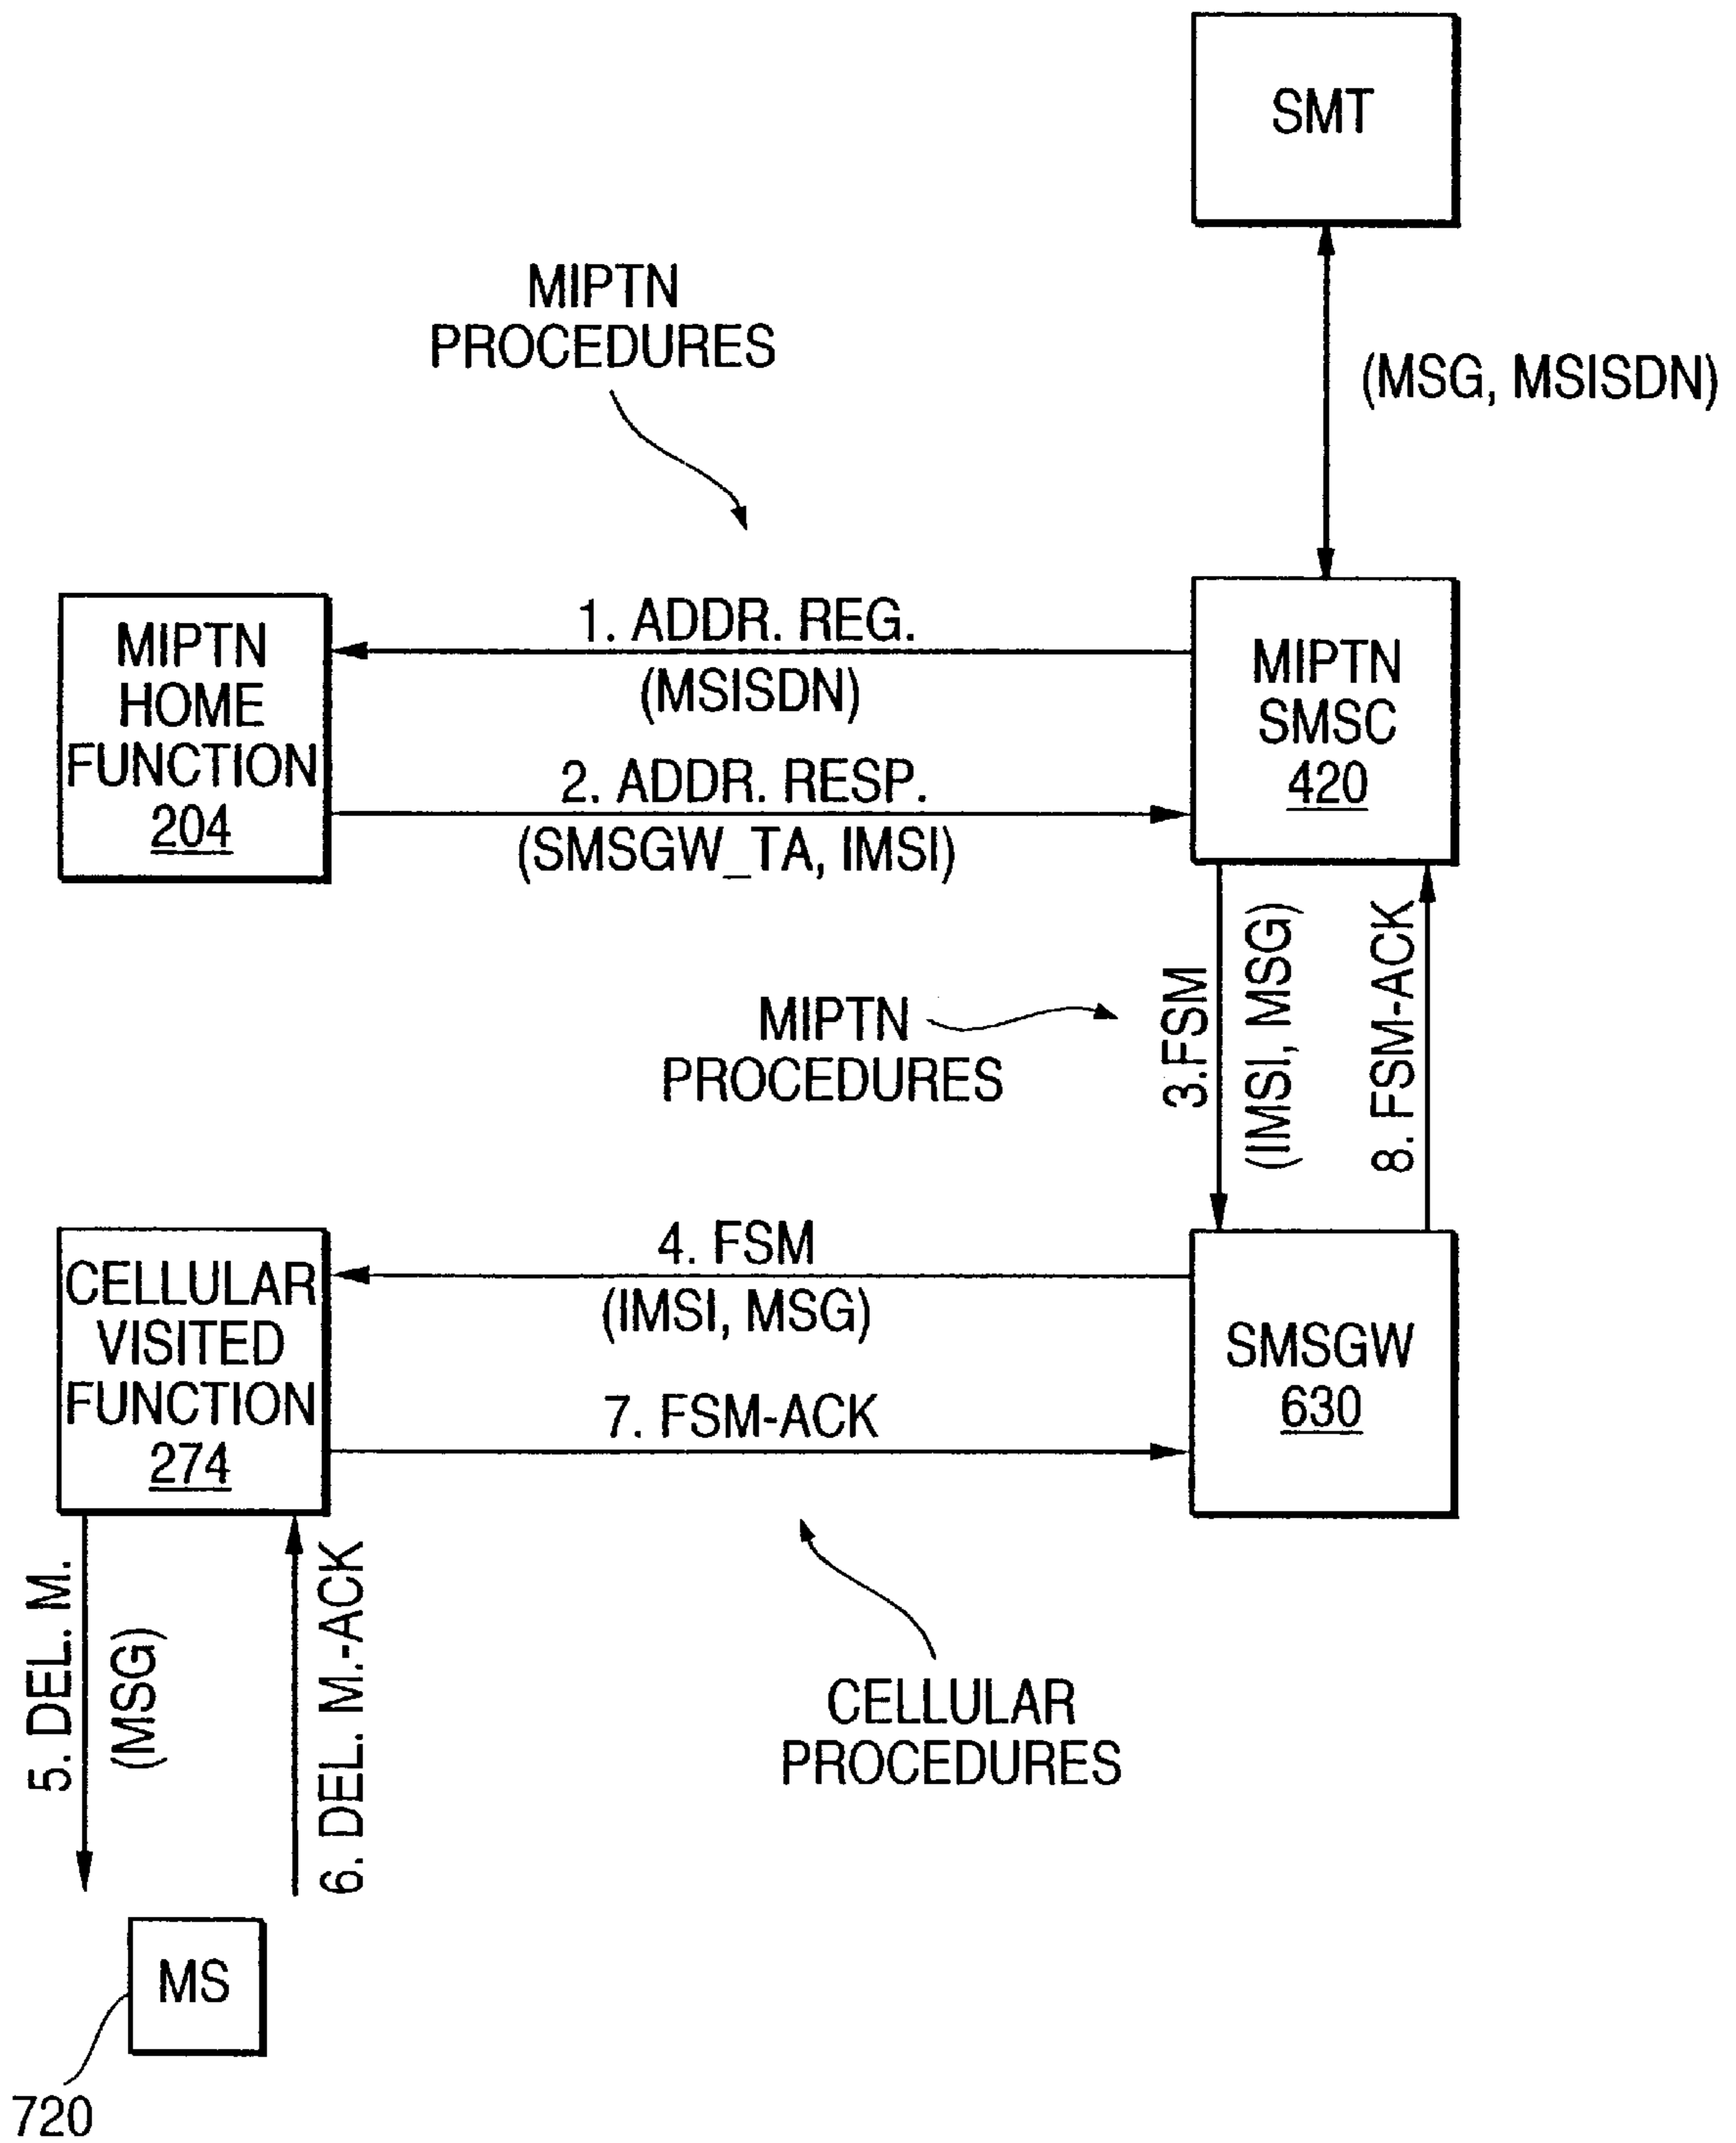 SMT
MIPTN
PROCEDURES
(MSG, MSISDN)
1. ADDR. REG.
(MSISDN)
MIPTN
HOME
FUNCTION
204
2. ADDR. RESP.
(SMSGW_TA, IMSI)
MIPTN
SMSC
420
3.FSM
(IMSI, MSG)
8. FSM-ACK
MIPTN
PROCEDURES
4. FSM
(IMSI, MSG)
CELLULAR
VISITED
FUNCTION
274
7. FSM-ACK
SMSGW
630
5. DEL. M.
(MSG)
6. DEL. M.-ACK
CELLULAR
PROCEDURES
MS
720